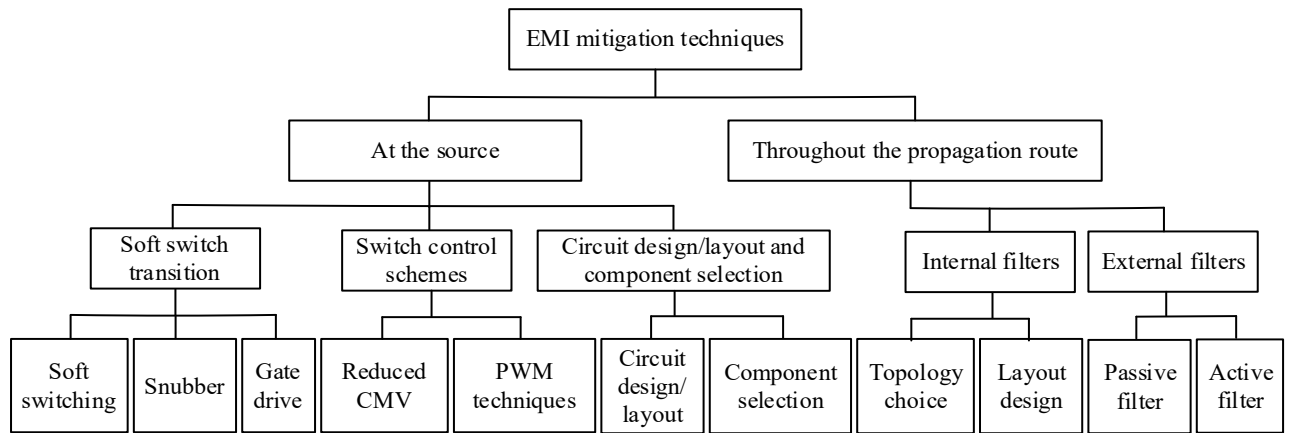 EMI mitigation techniques
At the source
Throughout the propagation route
Soft switch
transition
Switch control
schemes
Circuit design/layout and
component selection
Internal filters
External filters
Soft
switching
Snubber
Gate
drive
Reduced
CMV
PWM
techniques
Circuit
design/
layout
Component
selection
Topology
choice
Layout
design
Passive
filter
Active
filter